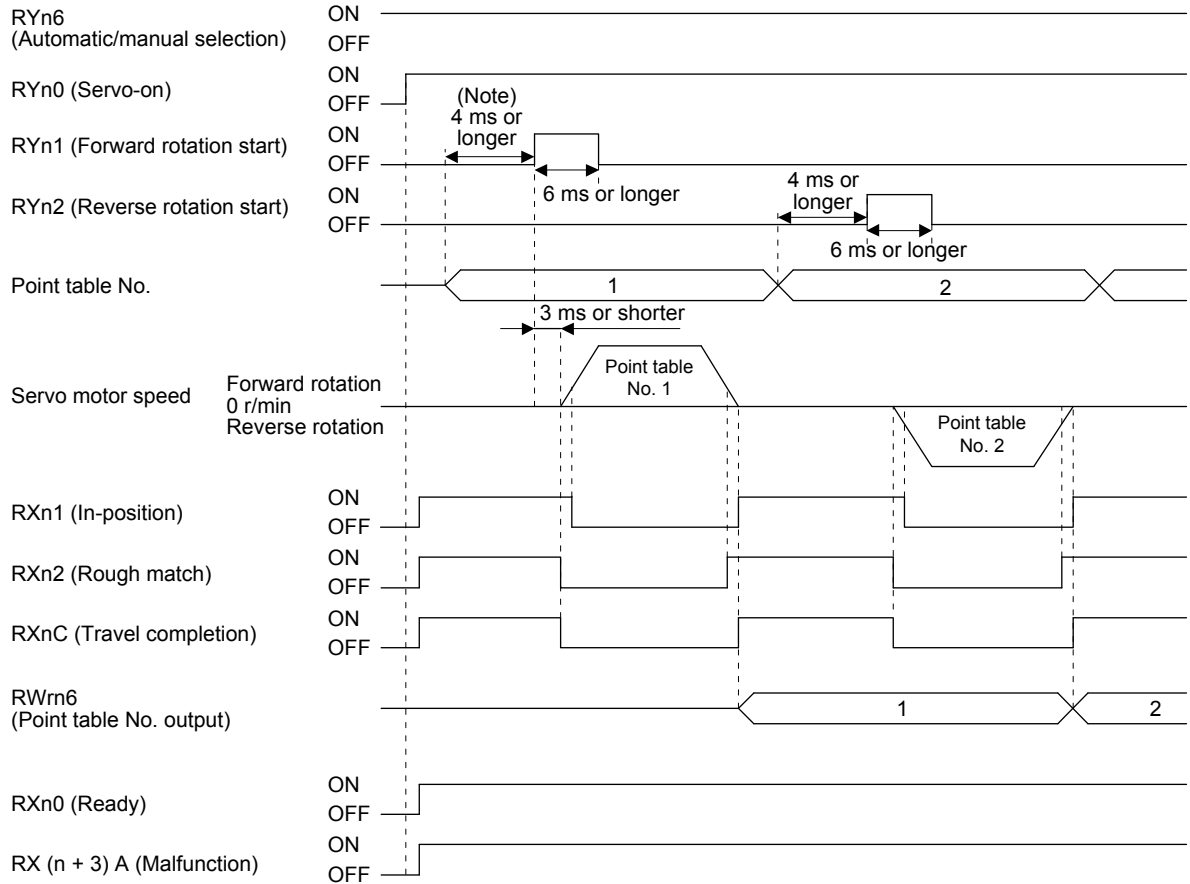 RYn6
(Automatic/manual selection)
ON
OFF
RYn0 (Servo-on)
ON
OFF
(Note)
4 ms or
longer
RYn1 (Forward rotation start)
ON
OFF
6 ms or longer
RYn2 (Reverse rotation start)
ON
OFF
4 ms or
longer
6 ms or longer
Point table No.
1
2
3 ms or shorter
Servo motor speed
Forward rotation
0 r/min
Reverse rotation
Point table
No. 1
Point table
No. 2
RXn1 (In-position)
ON
OFF
RXn2 (Rough match)
ON
OFF
RXnC (Travel completion)
ON
OFF
RWrn6
(Point table No. output)
1
2
RXn0 (Ready)
ON
OFF
RX (n + 3) A (Malfunction)
ON
OFF